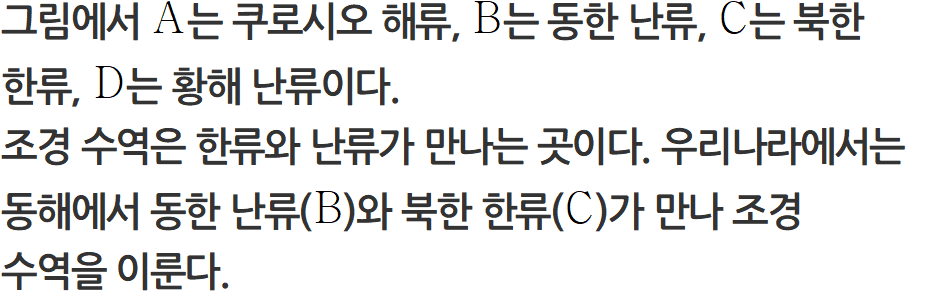 그림에서 A는 쿠로시오 해류, B는 동한 난류, C는 북한
한류, D는 황해 난류이다.
조경 수역은 한류와 난류가 만나는 곳이다. 우리나라에서는
동해에서 동한 난류(B)와 북한 한류(C)가 만나 조경
수역을 이룬다.